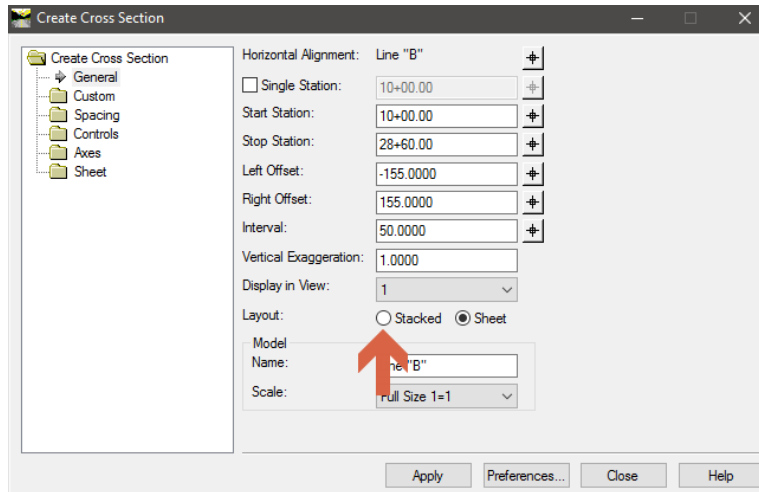 Create Cross Section
Create Cross Section
General
Custom
Spacing
Controls
Axes
Sheet
Horizontal Alignment: Line "B"
Single Station: 10+00.00
Start Station: 10+00.00
Stop Station: 28+60.00
Left Offset: -155.0000
Right Offset: 155.0000
Interval: 50.0000
Vertical Exaggeration: 1.0000
Display in View: 1
Layout: Stacked Sheet
Model
Name: "B"
Scale: Full Size 1=1
Apply Preferences... Close Help